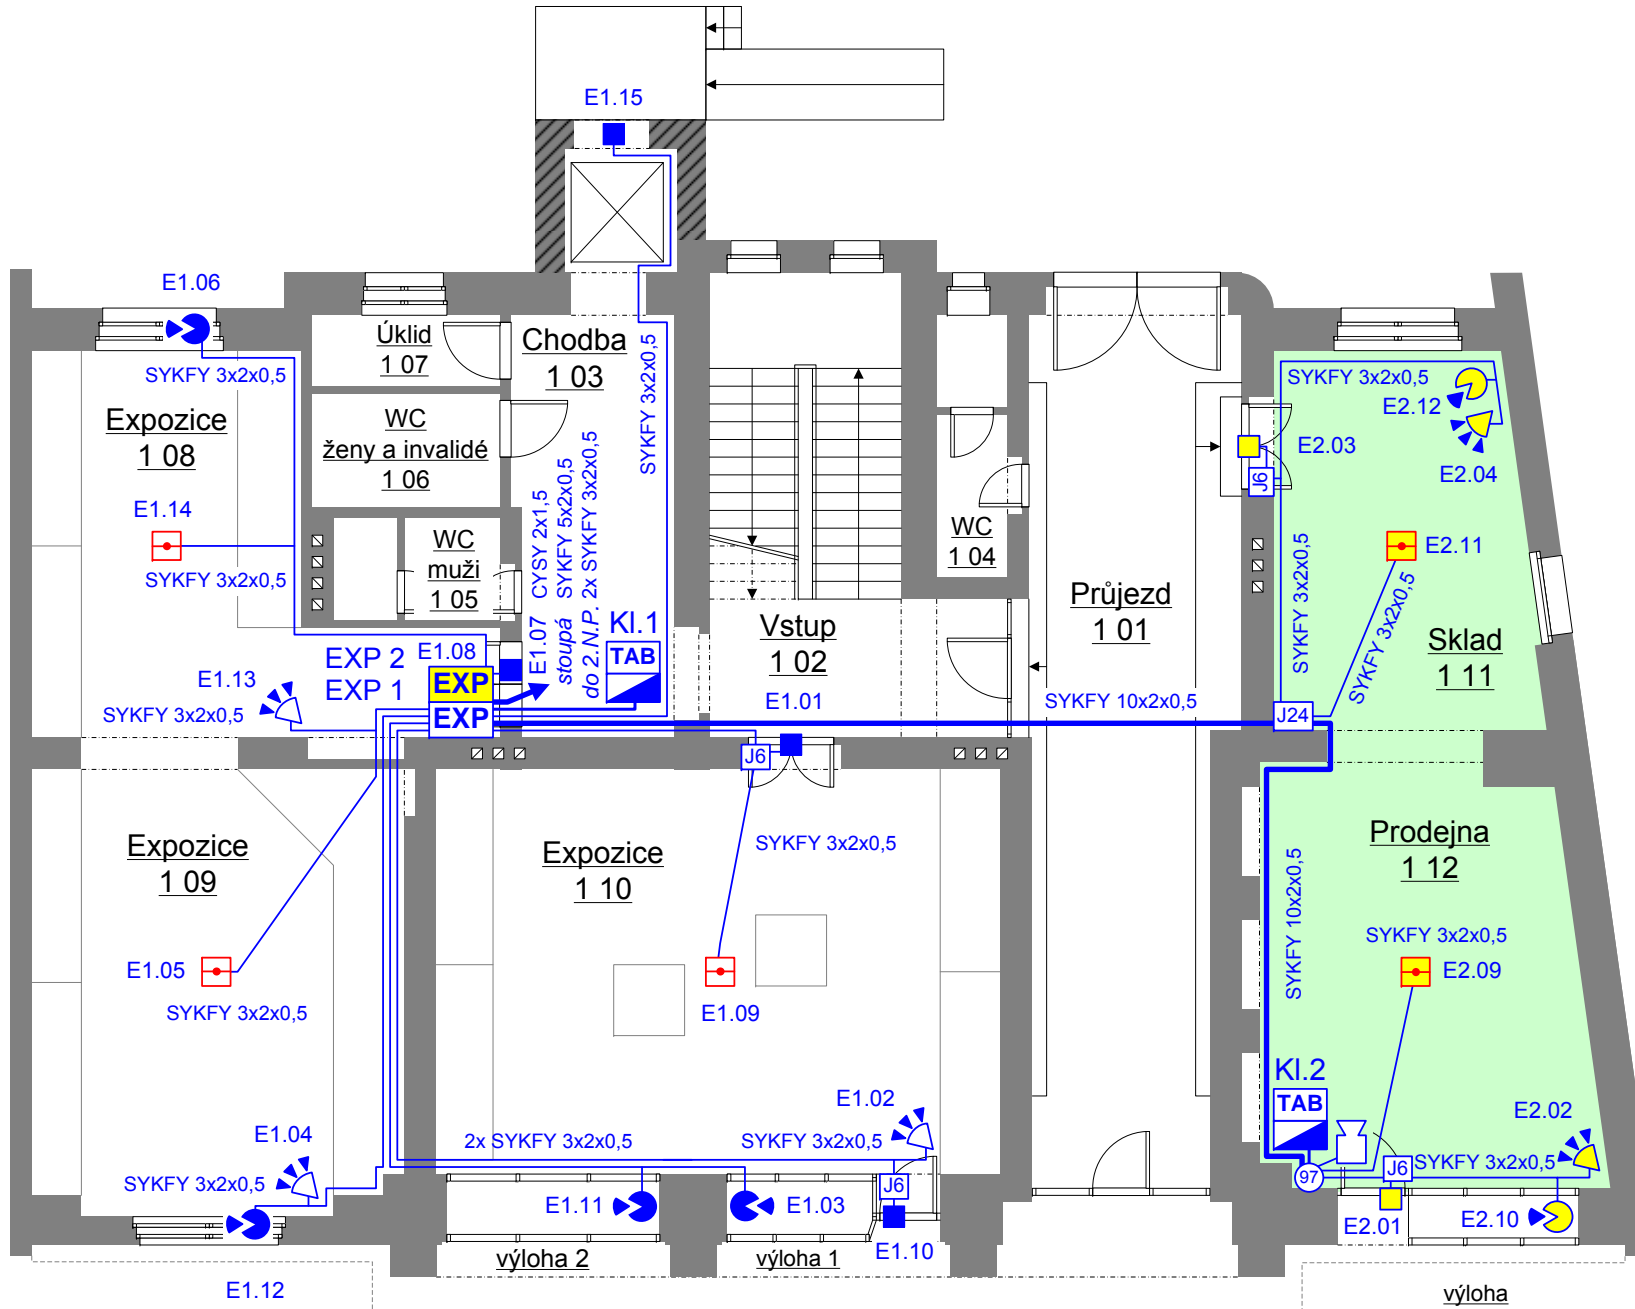 E1.15
E1.06
SYKFY 3x2x0,5
Úklid
1 07
Chodba
1 03
SYKFY 3x2x0,5
Expozice
1 08
WC
ženy a invalidé
1 06
E1.14
SYKFY 3x2x0,5
WC
muži
1 05
E1.07 CYSY 2x1,5
stoupá SYKFY 5x2x0,5
do 2.N.P. 2x SYKFY 3x2x0,5
Kl.1
TAB
EXP 2
EXP 1
E1.08
EXP
EXP
E1.13
SYKFY 3x2x0,5
Vstup
1 02
E1.01
J6
WC
1 04
Průjezd
1 01
SYKFY 10x2x0,5
SYKFY 3x2x0,5
E2.12
E2.03
E2.04
J6
E2.11
SYKFY 3x2x0,5
SYKFY 3x2x0,5
Sklad
1 11
J24
Expozice
1 09
E1.05
SYKFY 3x2x0,5
Expozice
1 10
SYKFY 3x2x0,5
E1.09
Prodejna
1 12
SYKFY 10x2x0,5
SYKFY 3x2x0,5
E2.09
Kl.2
TAB
E2.02
J6
SYKFY 3x2x0,5
97
E2.01
E2.10
E1.02
2x SYKFY 3x2x0,5
SYKFY 3x2x0,5
J6
E1.04
SYKFY 3x2x0,5
E1.11
E1.03
E1.10
výloha 2
výloha 1
E1.12
výloha